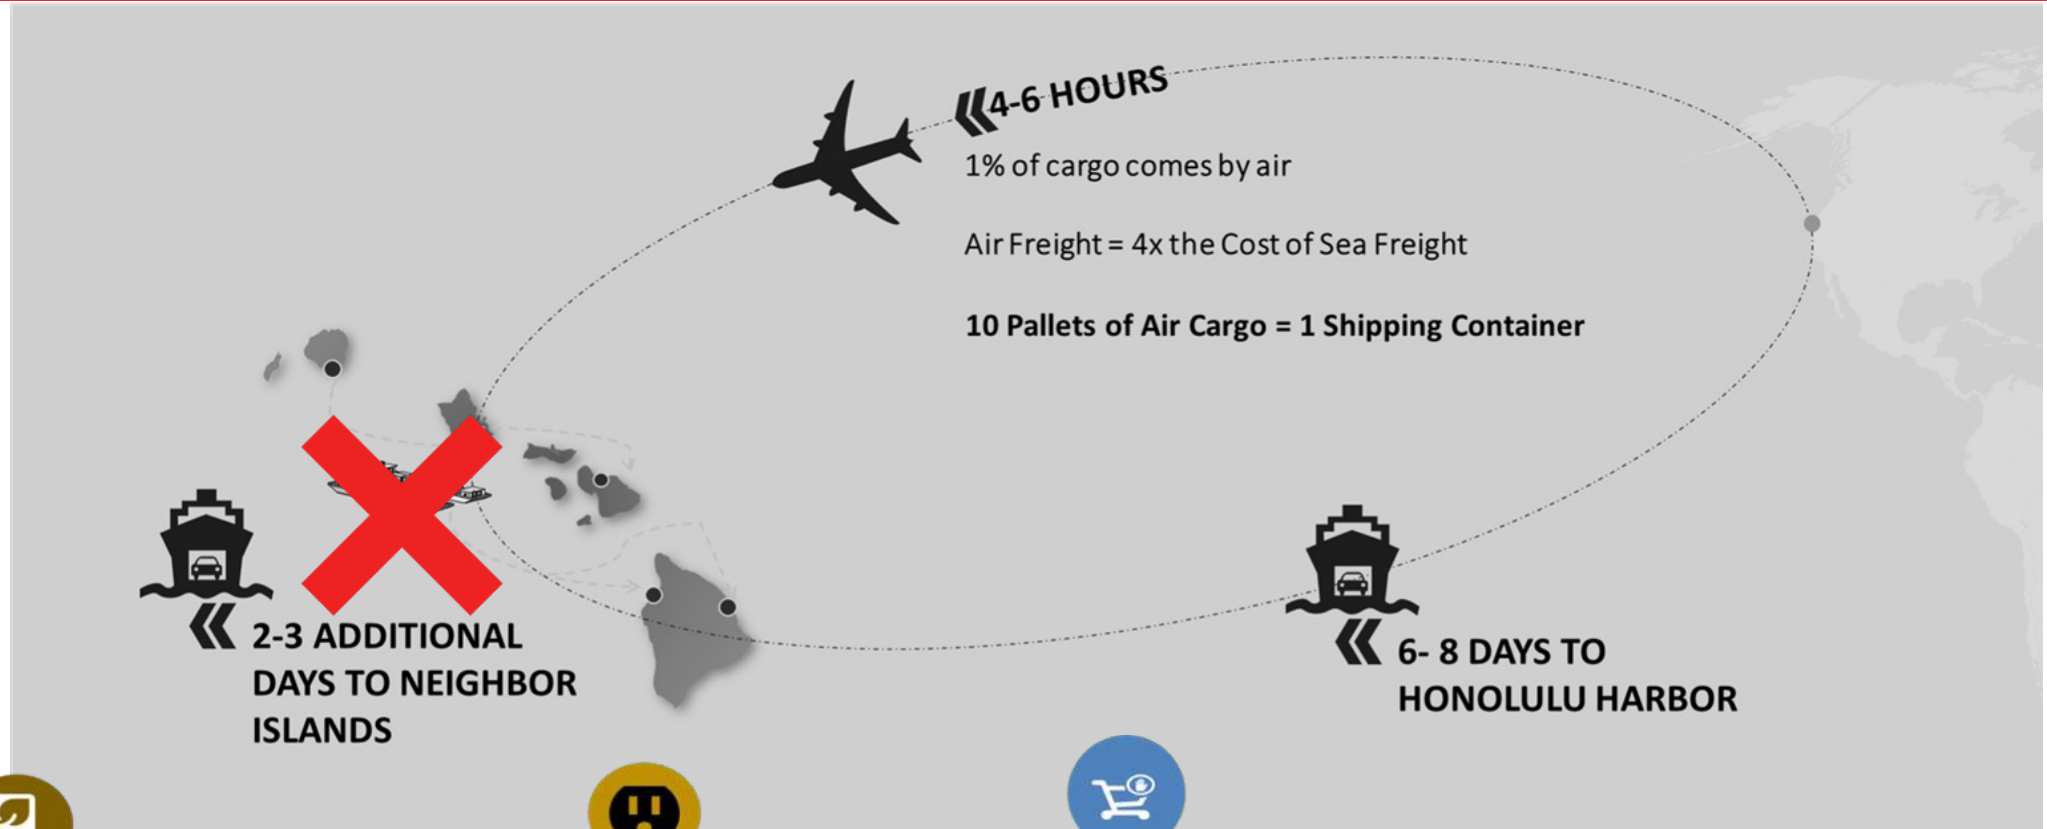 4-6 HOURS
1% of cargo comes by air
Air Freight = 4x the Cost of Sea Freight
10 Pallets of Air Cargo = 1 Shipping Container
2-3 ADDITIONAL
DAYS TO NEIGHBOR
ISLANDS
6- 8 DAYS TO
HONOLULU HARBOR